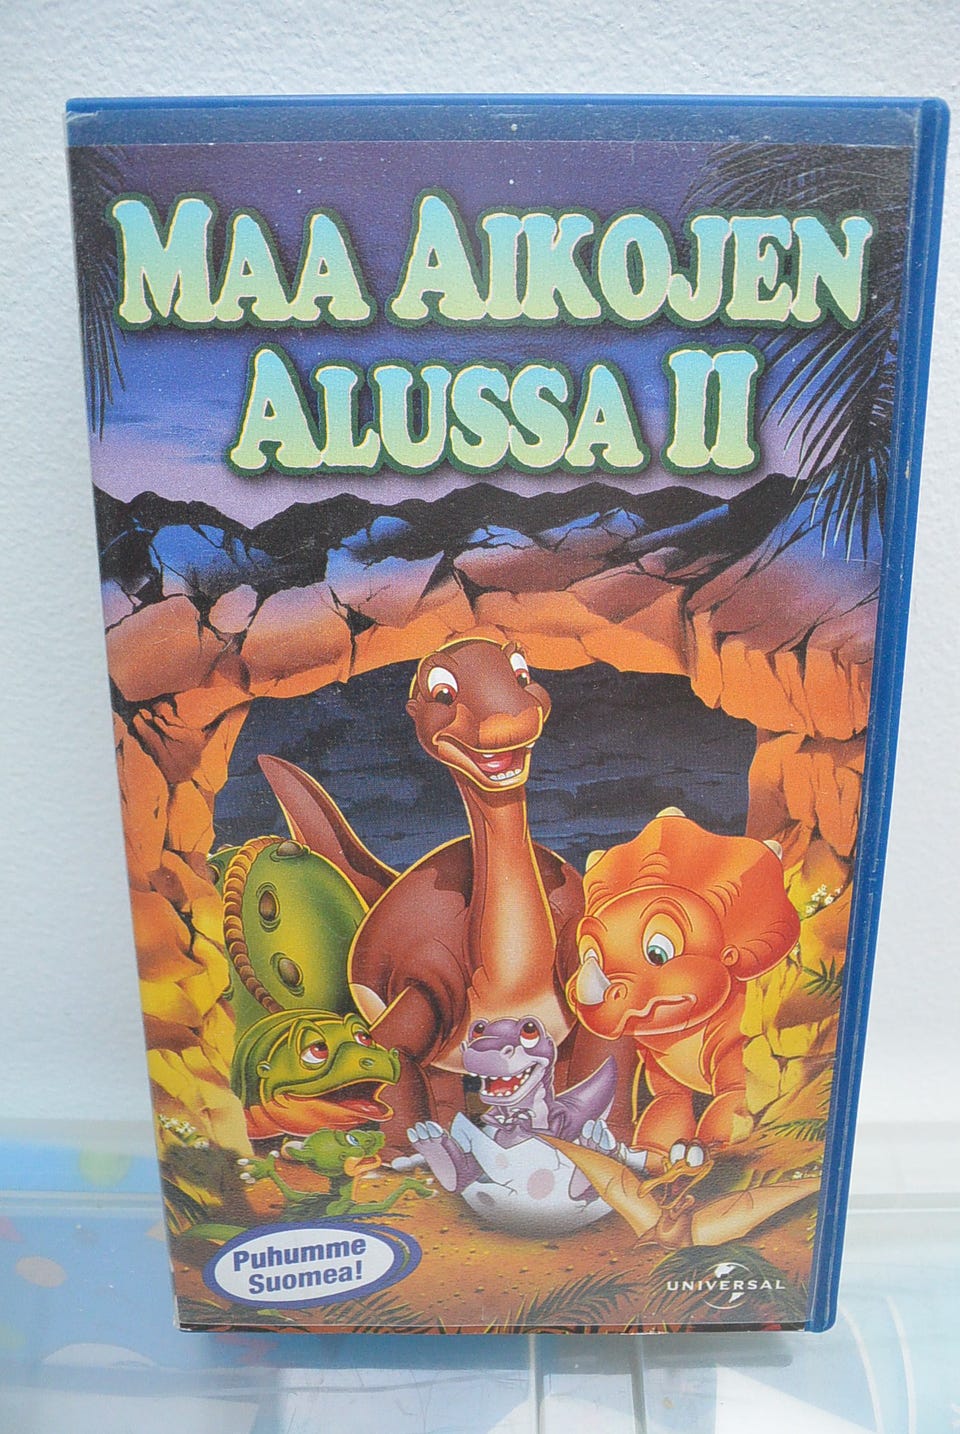 MAA AIKOJEN
ALUSSA II
Puhumme
Suomea!
UNIVERSAL